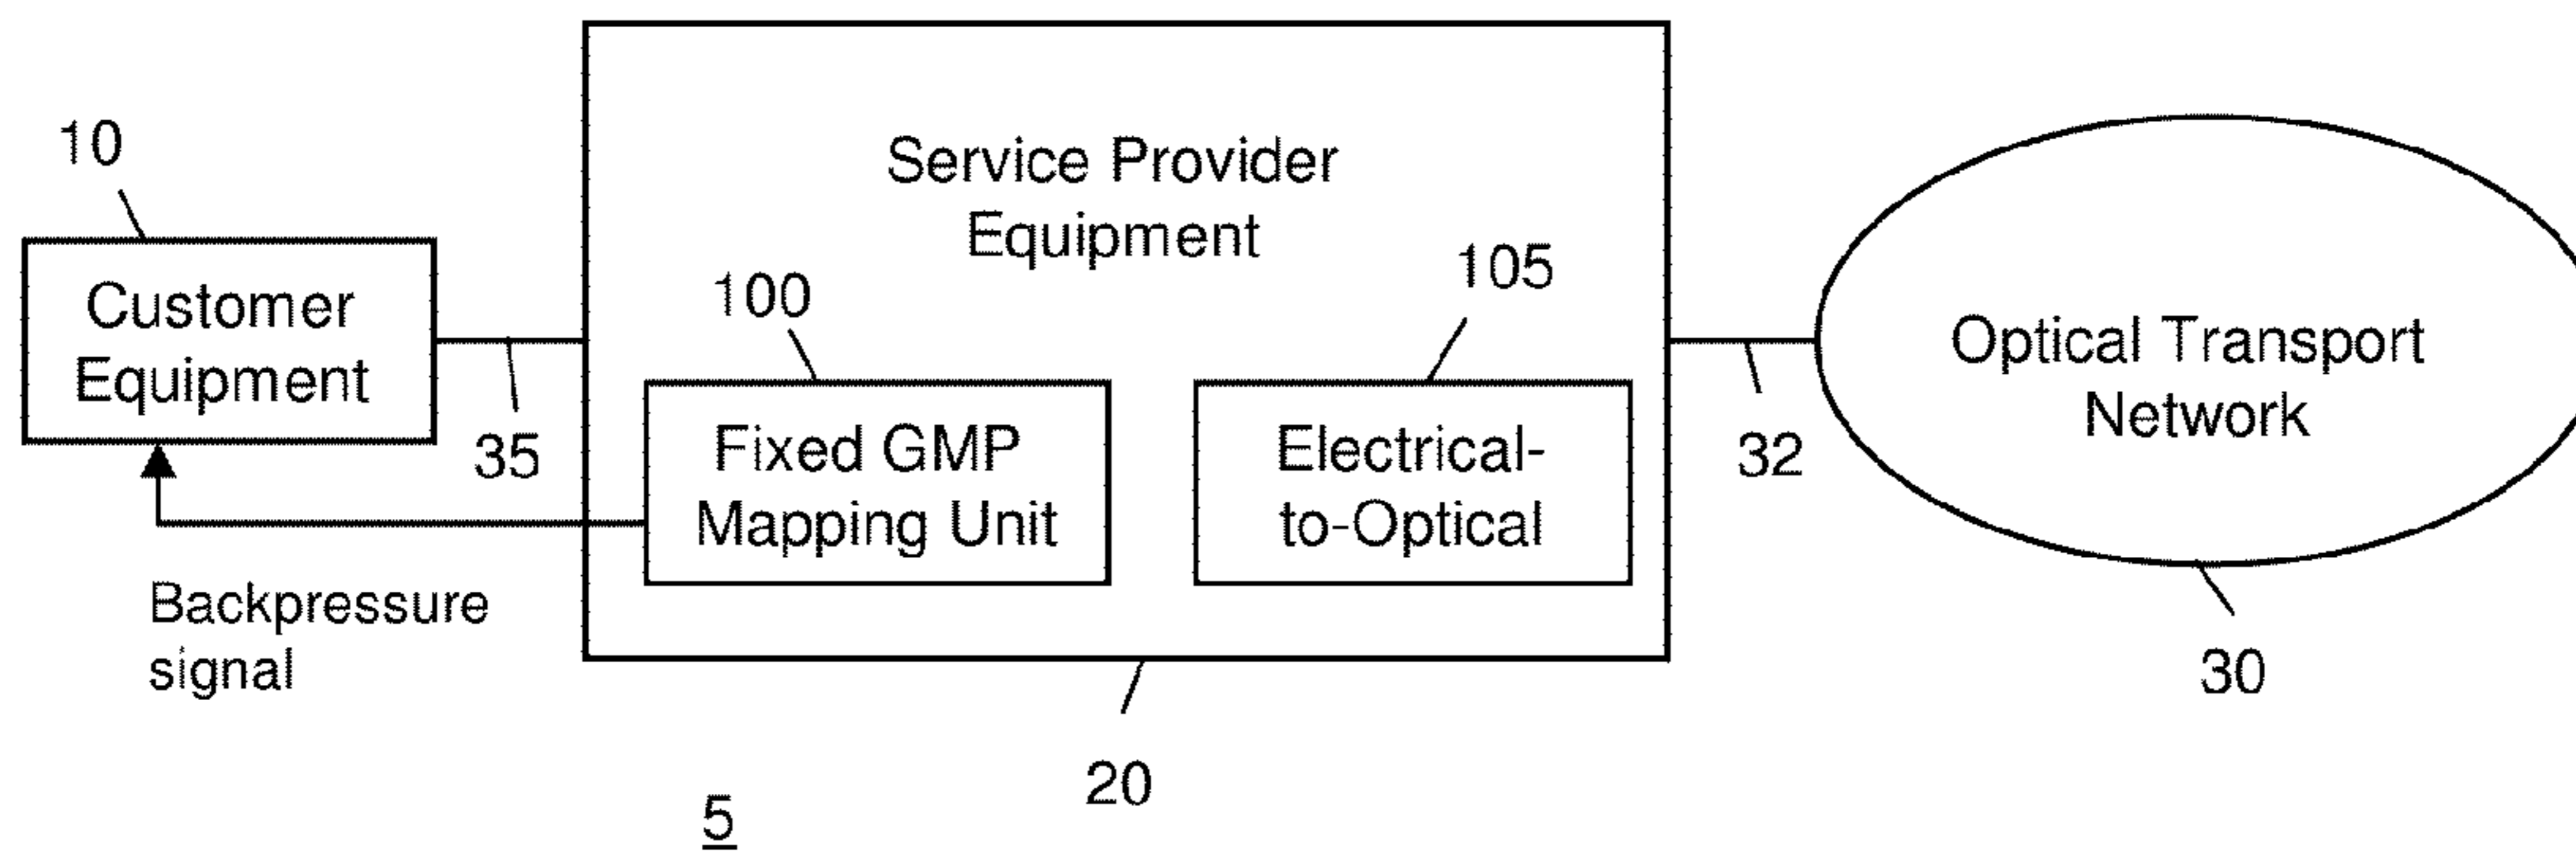 10
Customer
Equipment
35
Backpressure
signal
Service Provider
Equipment
100
Fixed GMP
Mapping Unit
105
Electrical-
to-Optical
20
32
Optical Transport
Network
30
5